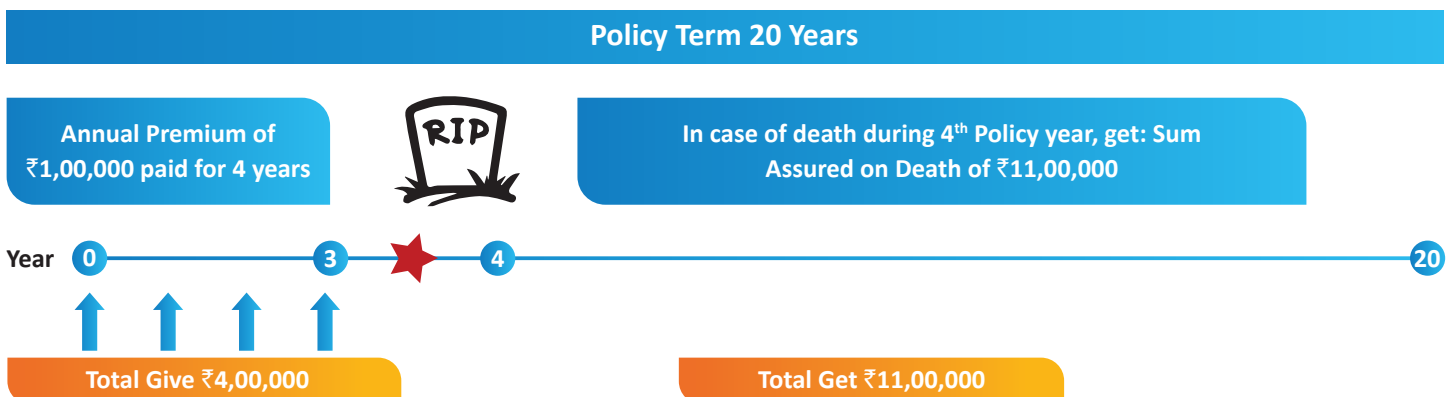 Policy Term 20 Years
Annual Premium of
₹1,00,000 paid for 4 years
RIP
In case of death during 4th Policy year, get: Sum
Assured on Death of ₹11,00,000
Year 0 3 4 20
Total Give ₹4,00,000
Total Get ₹11,00,000